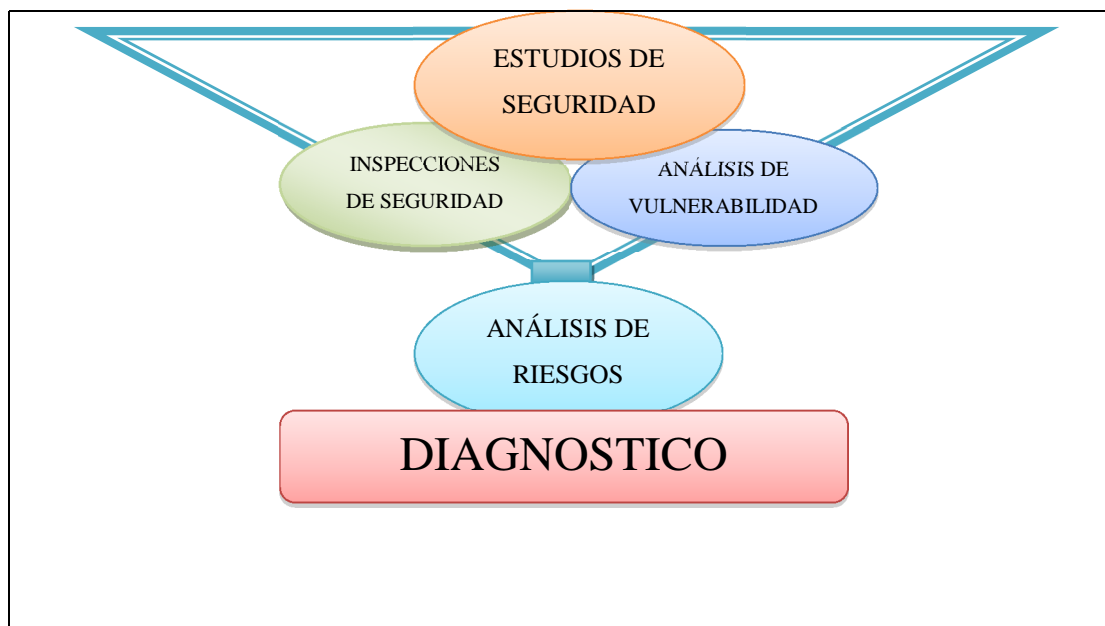 ESTUDIOS DE
SEGURIDAD
INSPECCIONES
DE SEGURIDAD
ANÁLISIS DE
VULNERABILIDAD
ANÁLISIS DE
RIESGOS
DIAGNOSTICO